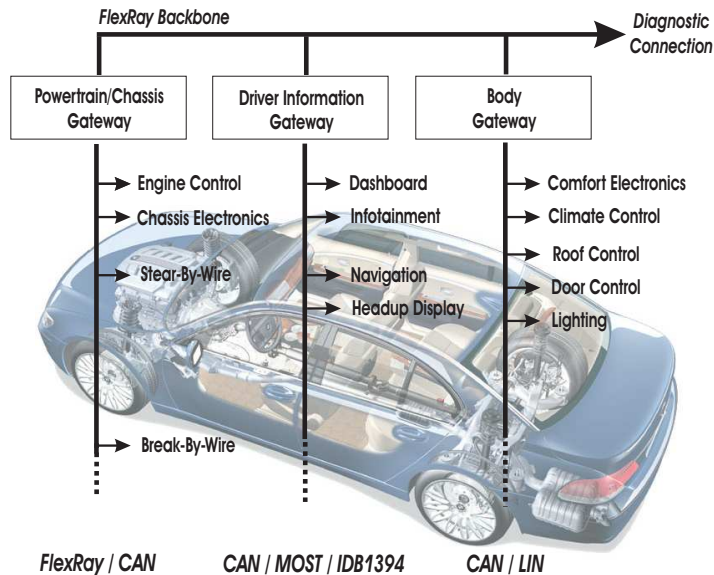 FlexRay Backbone
Diagnostic
Connection
Powertrain/Chassis
Gateway
Driver Information
Gateway
Body
Gateway
Engine Control
Chassis Electronics
Stear-By-Wire
Break-By-Wire
Dashboard
Infotainment
Navigation
Headup Display
Comfort Electronics
Climate Control
Roof Control
Door Control
Lighting
FlexRay / CAN
CAN / MOST / IDB1394
CAN / LIN